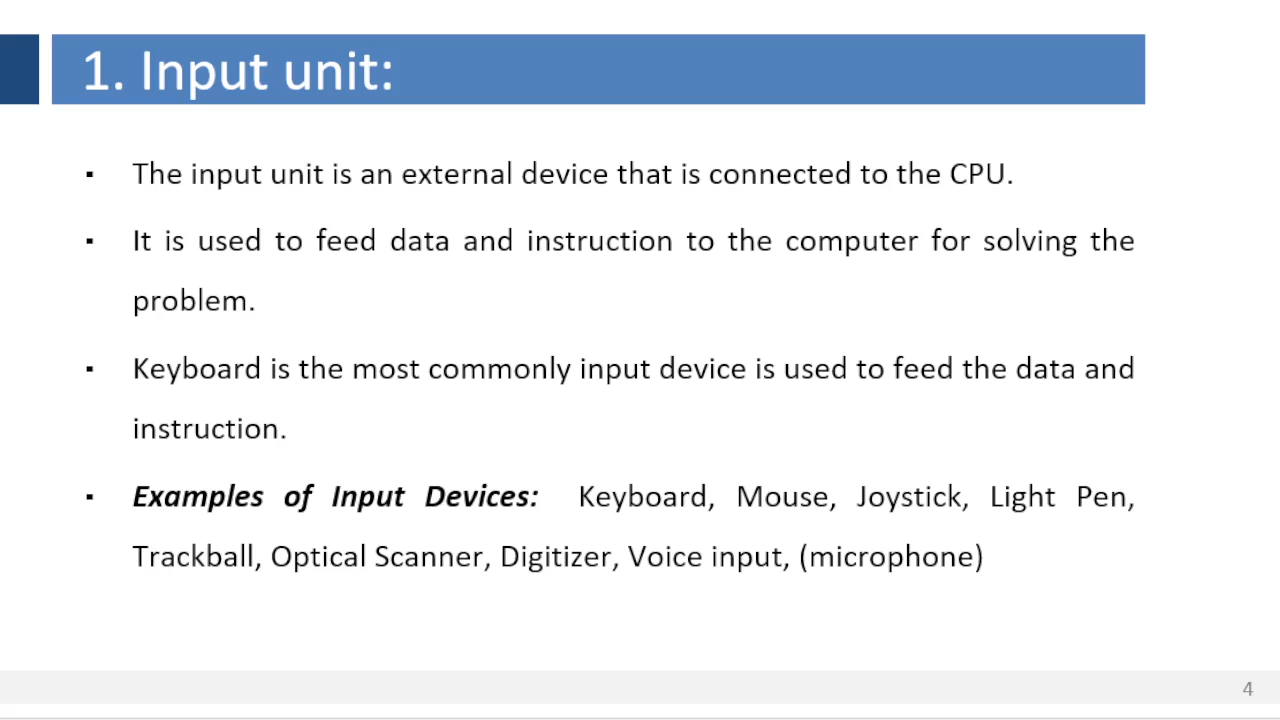 1. Input unit:
▪ The input unit is an external device that is connected to the CPU.
▪ It is used to feed data and instruction to the computer for solving the
problem.
▪ Keyboard is the most commonly input device is used to feed the data and
instruction.
▪ Examples of Input Devices: Keyboard, Mouse, Joystick, Light Pen,
Trackball, Optical Scanner, Digitizer, Voice input, (microphone)
4